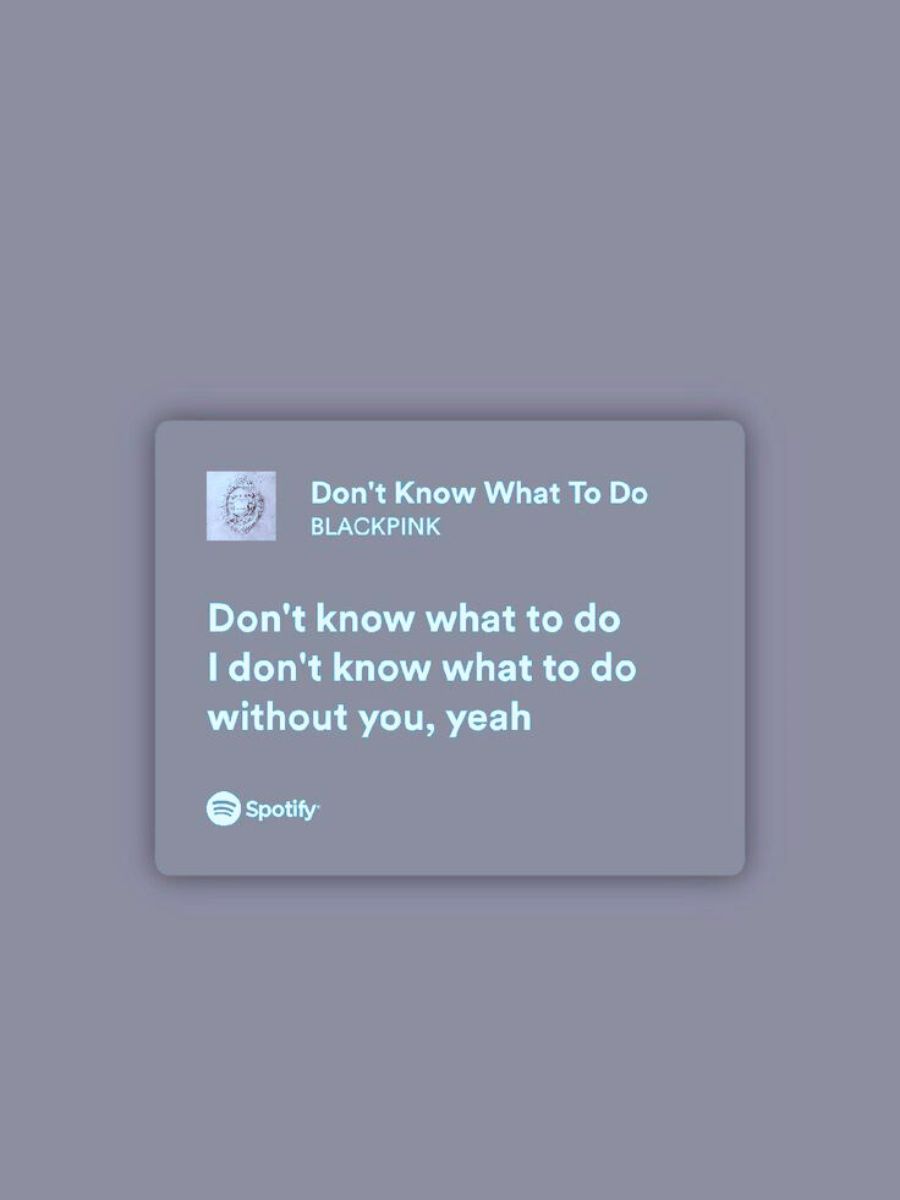 Don't Know What To Do
BLACKPINK
Don't know what to do
I don't know what to do
without you, yeah
Spotify